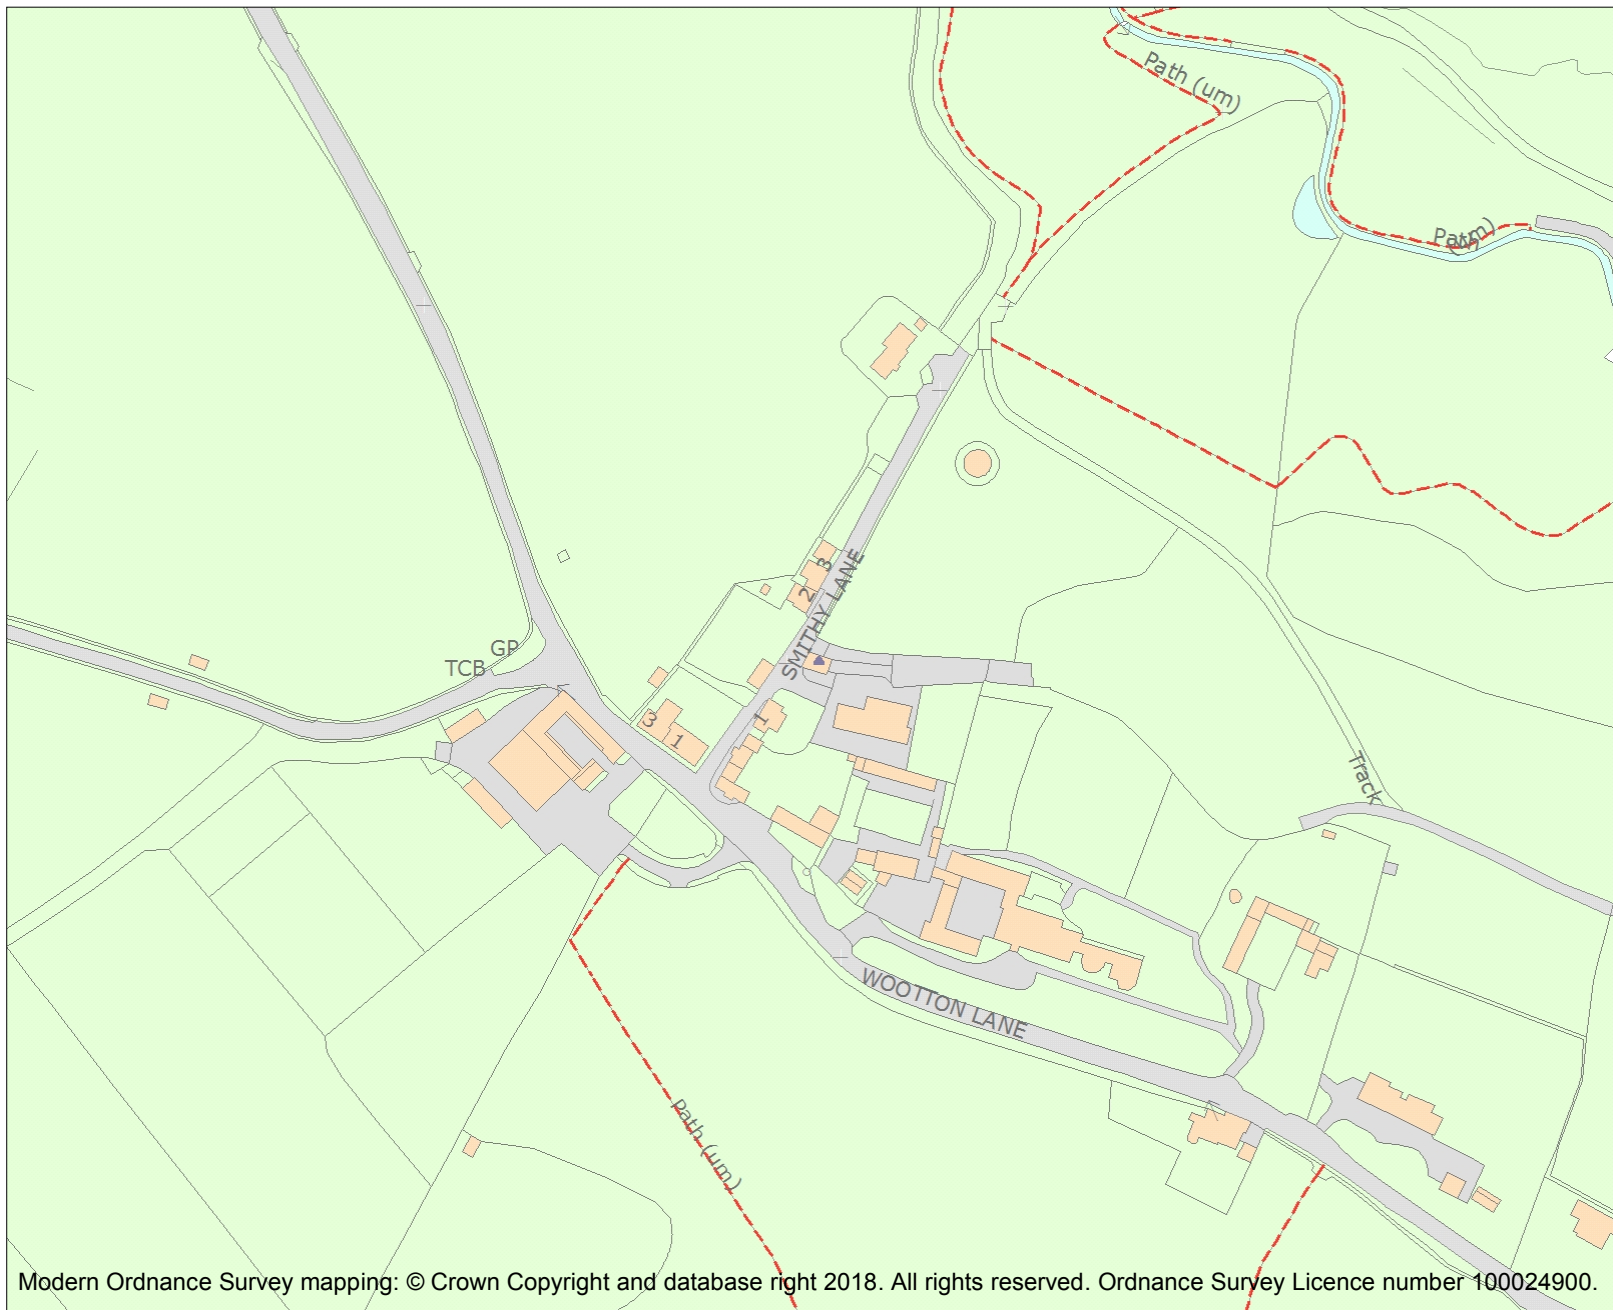 Path (um)
Path (um)
3
2
SMITHY LANE
GP
TCB
3
1
1
Track
WOOTTON LANE
Path (um)
Modern Ordnance Survey mapping: © Crown Copyright and database right 2018. All rights reserved. Ordnance Survey Licence number 100024900.